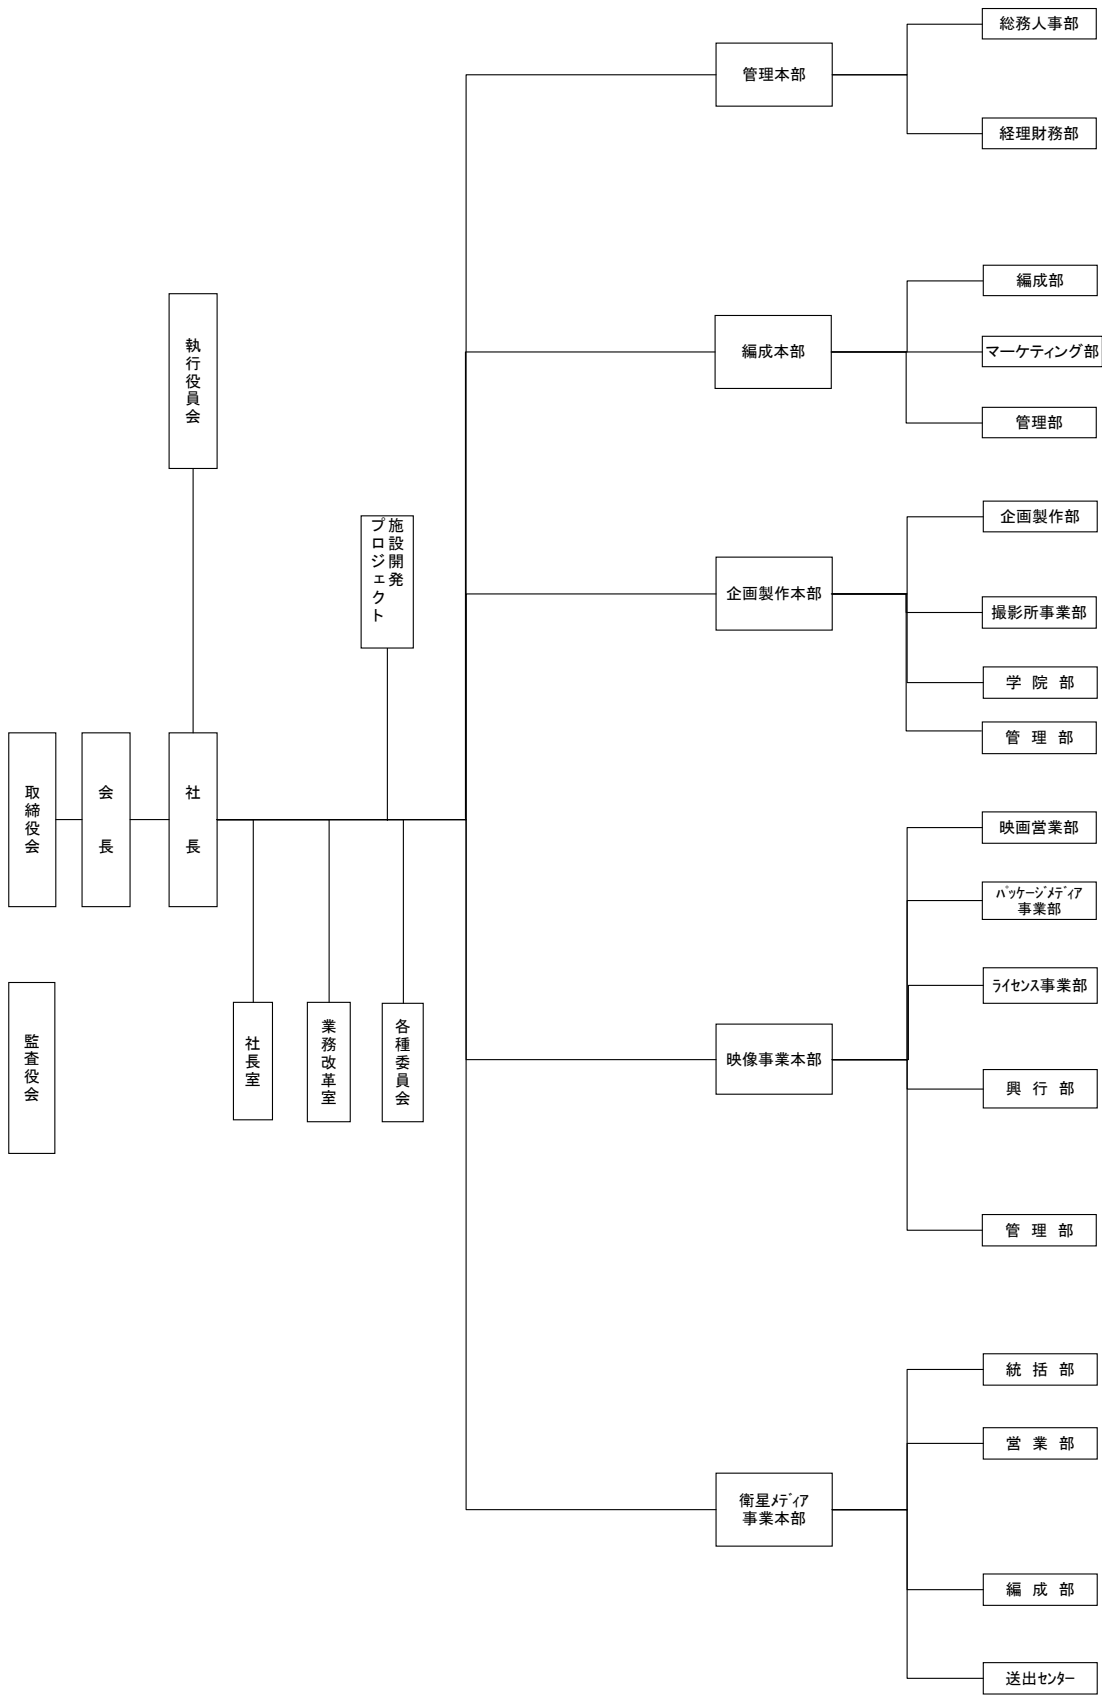 取締役会
監査役会
会　長
社　長
執行役員会
社長室
業務改革室
各種委員会
施設開発
プロジェクト
管理本部
総務人事部
経理財務部
編成本部
編成部
マーケティング部
管理部
企画製作本部
企画製作部
撮影所事業部
学 院 部
管 理 部
映像事業本部
映画営業部
ﾊﾟｯｹｰｼﾞﾒﾃﾞｨｱ
事業部
ﾗｲｾﾝｽ事業部
興 行 部
管 理 部
衛星ﾒﾃﾞｨｱ
事業本部
統 括 部
営 業 部
編 成 部
送出ｾﾝﾀｰ